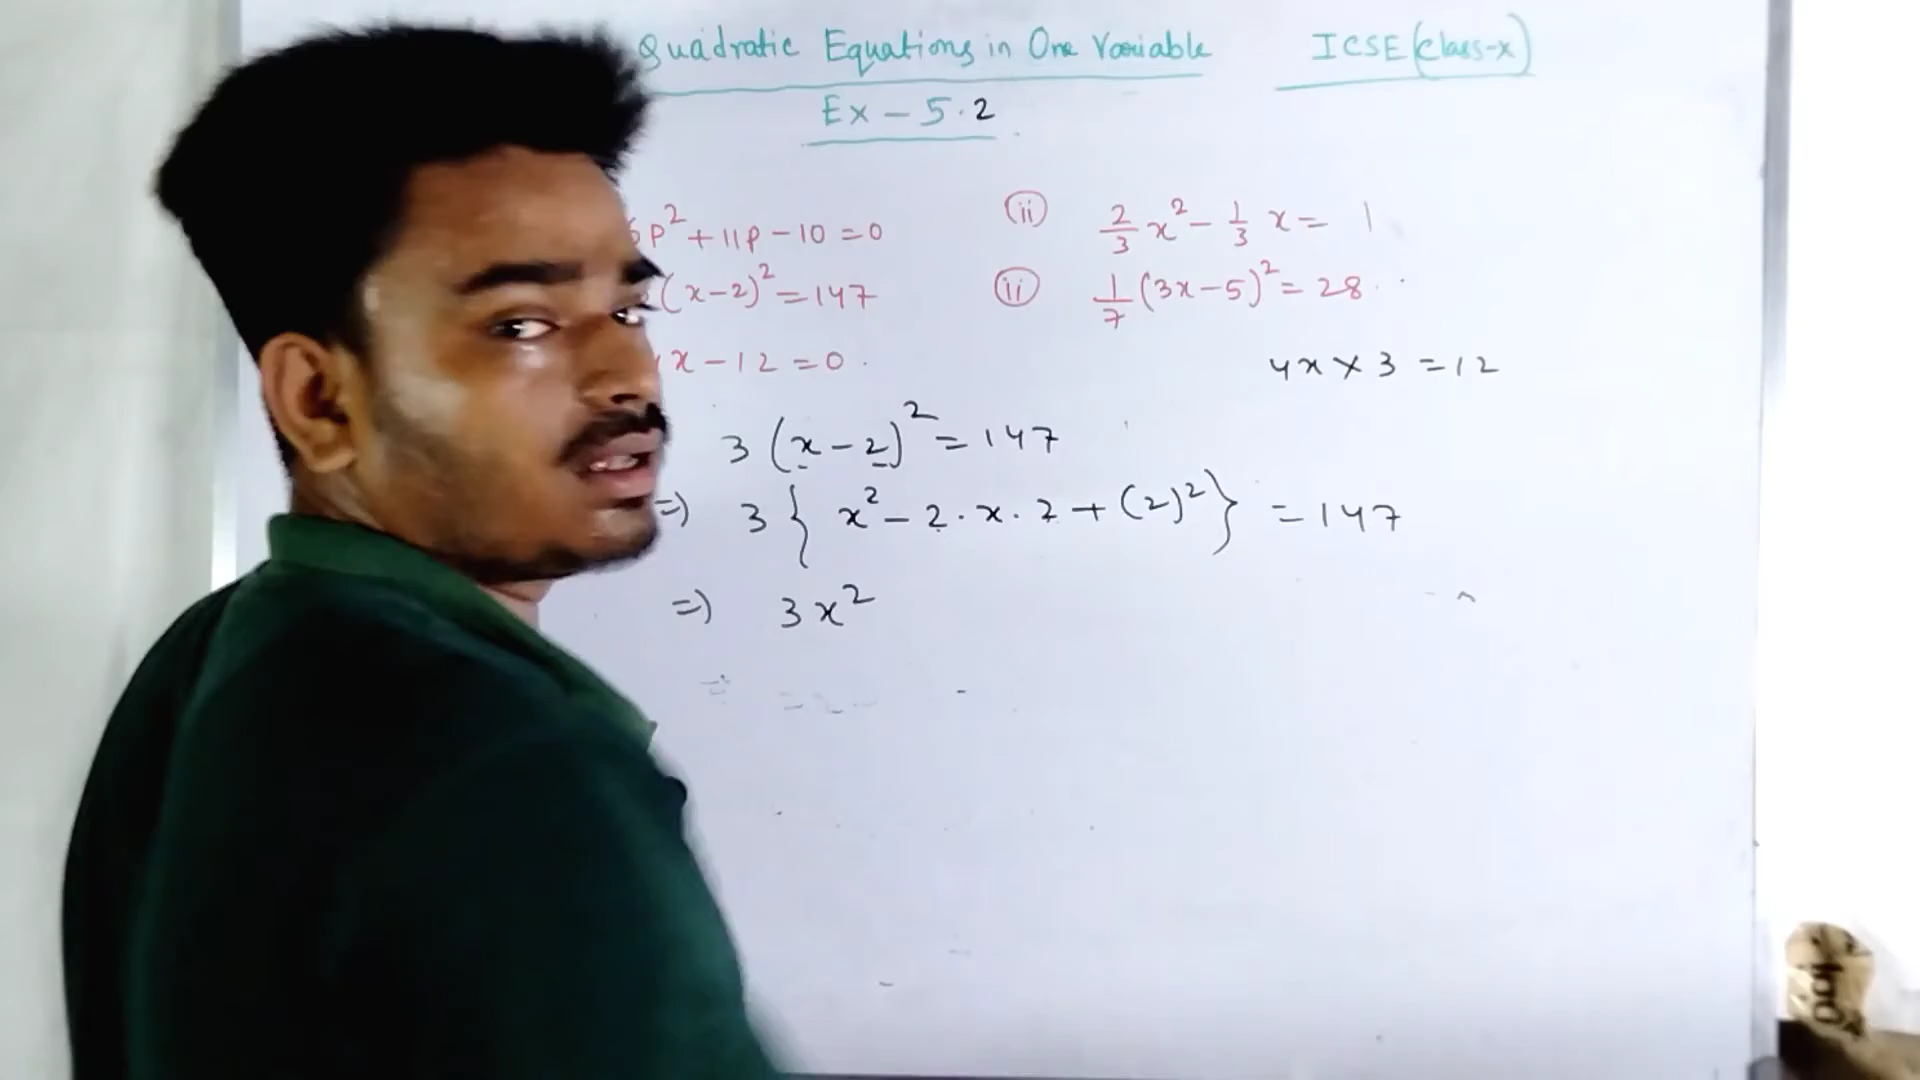 Quadratic Equations in One Variable ICSE (Class-x)
Ex - 5.2
6p² + 11p - 10 = 0 (ii) 2/3 x² - 1/3 x = 1
(x-2)² = 147 (ii) 1/7 (3x-5)² = 28
x - 12 = 0. 4x × 3 = 12
3 (x-2)² = 147
=) 3 { x² - 2 . x . 2 + (2)² } = 147
=) 3x²